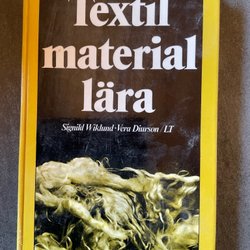 Textil
material
lära
Signild Wiklund · Vera Diurson / LT